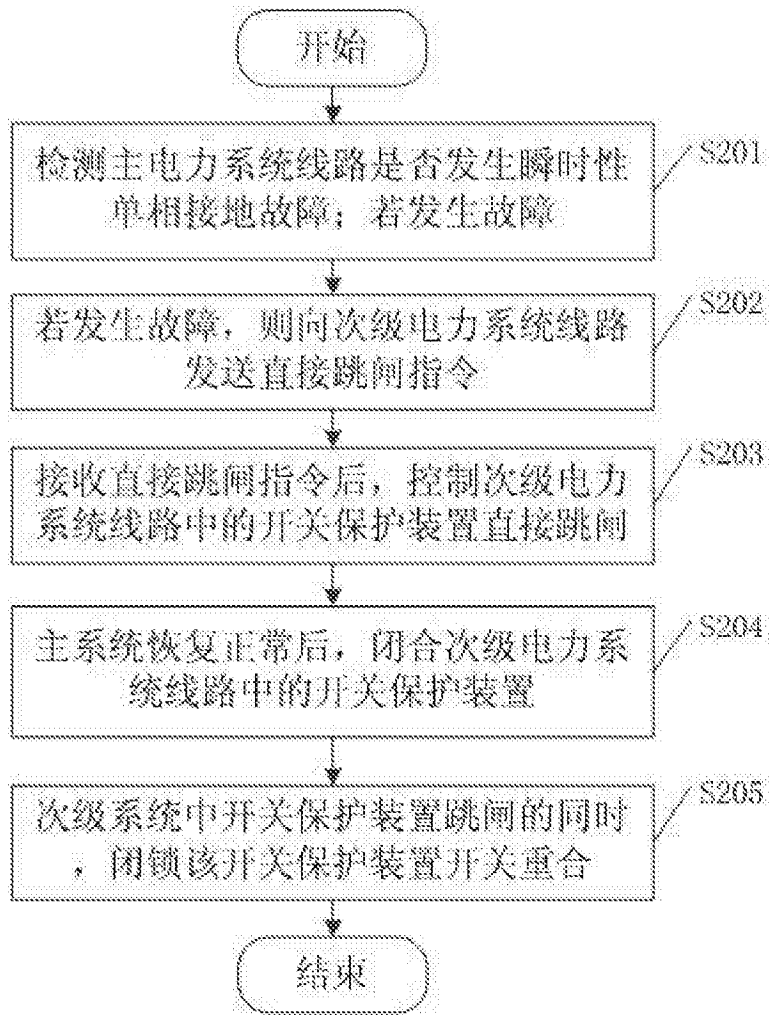 开始
检测主电力系统线路是否发生瞬时性
单相接地故障；若发生故障
S201
若发生故障，则向次级电力系统线路
发送直接跳闸指令
S202
接收直接跳闸指令后，控制次级电力
系统线路中的开关保护装置直接跳闸
S203
主系统恢复正常后，闭合次级电力系
统线路中的开关保护装置
S204
次级系统中开关保护装置跳闸的同时
，闭锁该开关保护装置开关重合
S205
结束